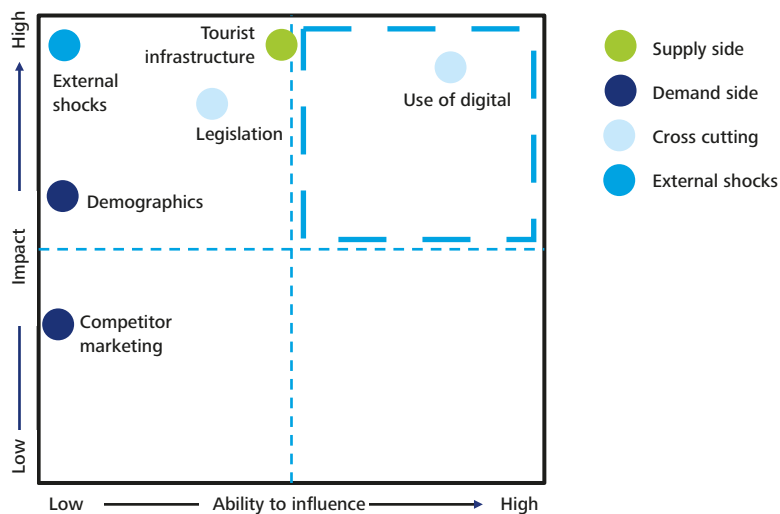 High
Impact
Low
External
shocks
Tourist
infrastructure
Legislation
Use of digital
Demographics
Competitor
marketing
Low
Ability to influence
High
Supply side
Demand side
Cross cutting
External shocks